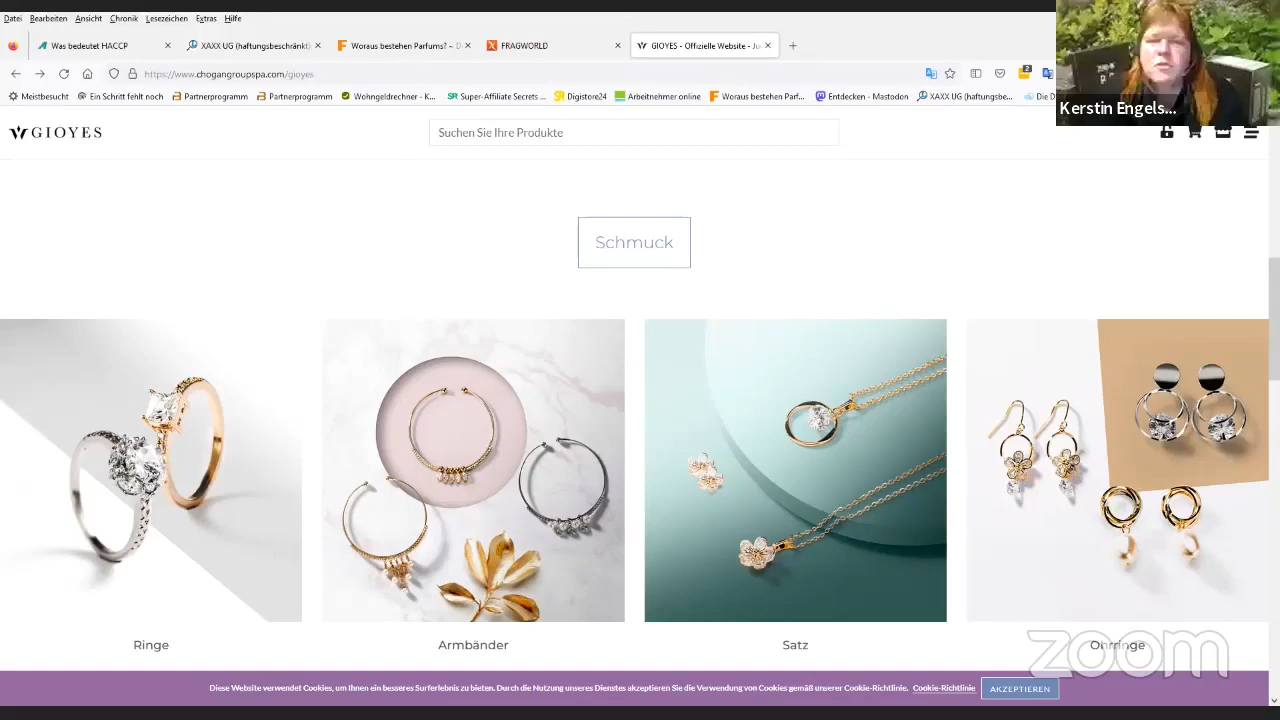 Datei Bearbeiten Ansicht Chronik Lesezeichen Extras Hilfe
Was bedeutet HACCP
XAXX UG (haftungsbeschränkt)
Woraus bestehen Parfums? – D
FRAGWORLD
GIOYES - Offizielle Website - Ju
https://www.chogangroupspa.com/gioyes
2
Meistbesucht Ein Schritt fehlt noch Partnerprogramm Partnerprogramm Wohngeldrechner - K... Super-Affiliate Secrets ... Digistore24 Arbeitnehmer online Woraus bestehen Parf... Entdecken - Mastodon XAXX UG (haftungsbe... Die D
Kerstin Engels...
GIOYES
Suchen Sie Ihre Produkte
Schmuck
Ringe
Armbänder
Satz
Ohrringe
zoom
Diese Website verwendet Cookies, um Ihnen ein besseres Surferlebnis zu bieten. Durch die Nutzung unseres Dienstes akzeptieren Sie die Verwendung von Cookies gemäß unserer Cookie-Richtlinie. Cookie-Richtlinie
AKZEPTIEREN